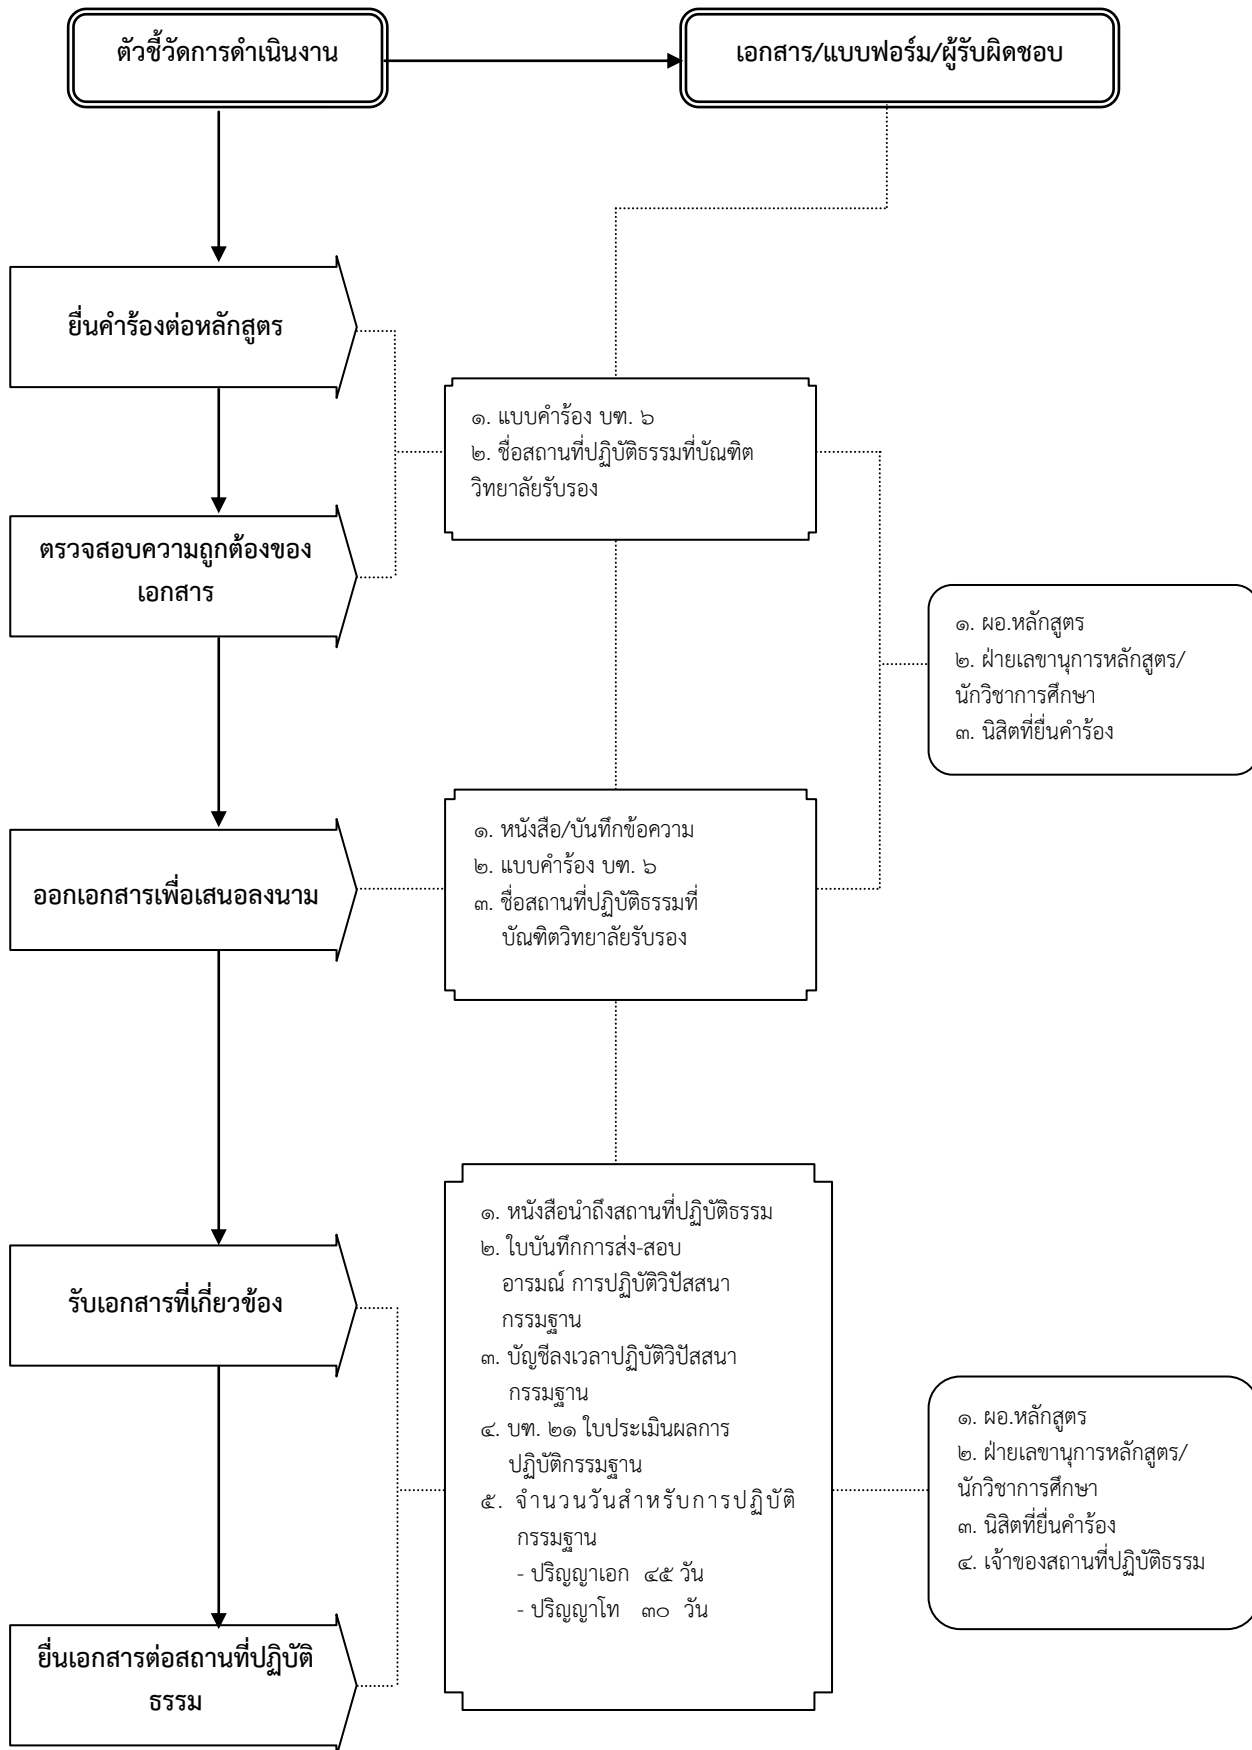 ตัวชี้วัดการดำเนินงาน
เอกสาร/แบบฟอร์ม/ผู้รับผิดชอบ
ยื่นคำร้องต่อหลักสูตร
๑. แบบคำร้อง บฑ. ๖
๒. ชื่อสถานที่ปฏิบัติธรรมที่บัณฑิต
วิทยาลัยรับรอง
ตรวจสอบความถูกต้องของ
เอกสาร
๑. ผอ.หลักสูตร
๒. ฝ่ายเลขานุการหลักสูตร/
นักวิชาการศึกษา
๓. นิสิตที่ยื่นคำร้อง
ออกเอกสารเพื่อเสนอลงนาม
๑. หนังสือ/บันทึกข้อความ
๒. แบบคำร้อง บฑ. ๖
๓. ชื่อสถานที่ปฏิบัติธรรมที่
บัณฑิตวิทยาลัยรับรอง
รับเอกสารที่เกี่ยวข้อง
๑. หนังสือนำถึงสถานที่ปฏิบัติธรรม
๒. ใบบันทึกการส่ง-สอบ
อารมณ์ การปฏิบัติวิปัสสนา
กรรมฐาน
๓. บัญชีลงเวลาปฏิบัติวิปัสสนา
กรรมฐาน
๔. บฑ. ๒๑ ใบประเมินผลการ
ปฏิบัติกรรมฐาน
๕. จำนวนวันสำหรับการปฏิบัติ
กรรมฐาน
- ปริญญาเอก ๔๕ วัน
- ปริญญาโท ๓๐ วัน
๑. ผอ.หลักสูตร
๒. ฝ่ายเลขานุการหลักสูตร/
นักวิชาการศึกษา
๓. นิสิตที่ยื่นคำร้อง
๔. เจ้าของสถานที่ปฏิบัติธรรม
ยื่นเอกสารต่อสถานที่ปฏิบัติ
ธรรม